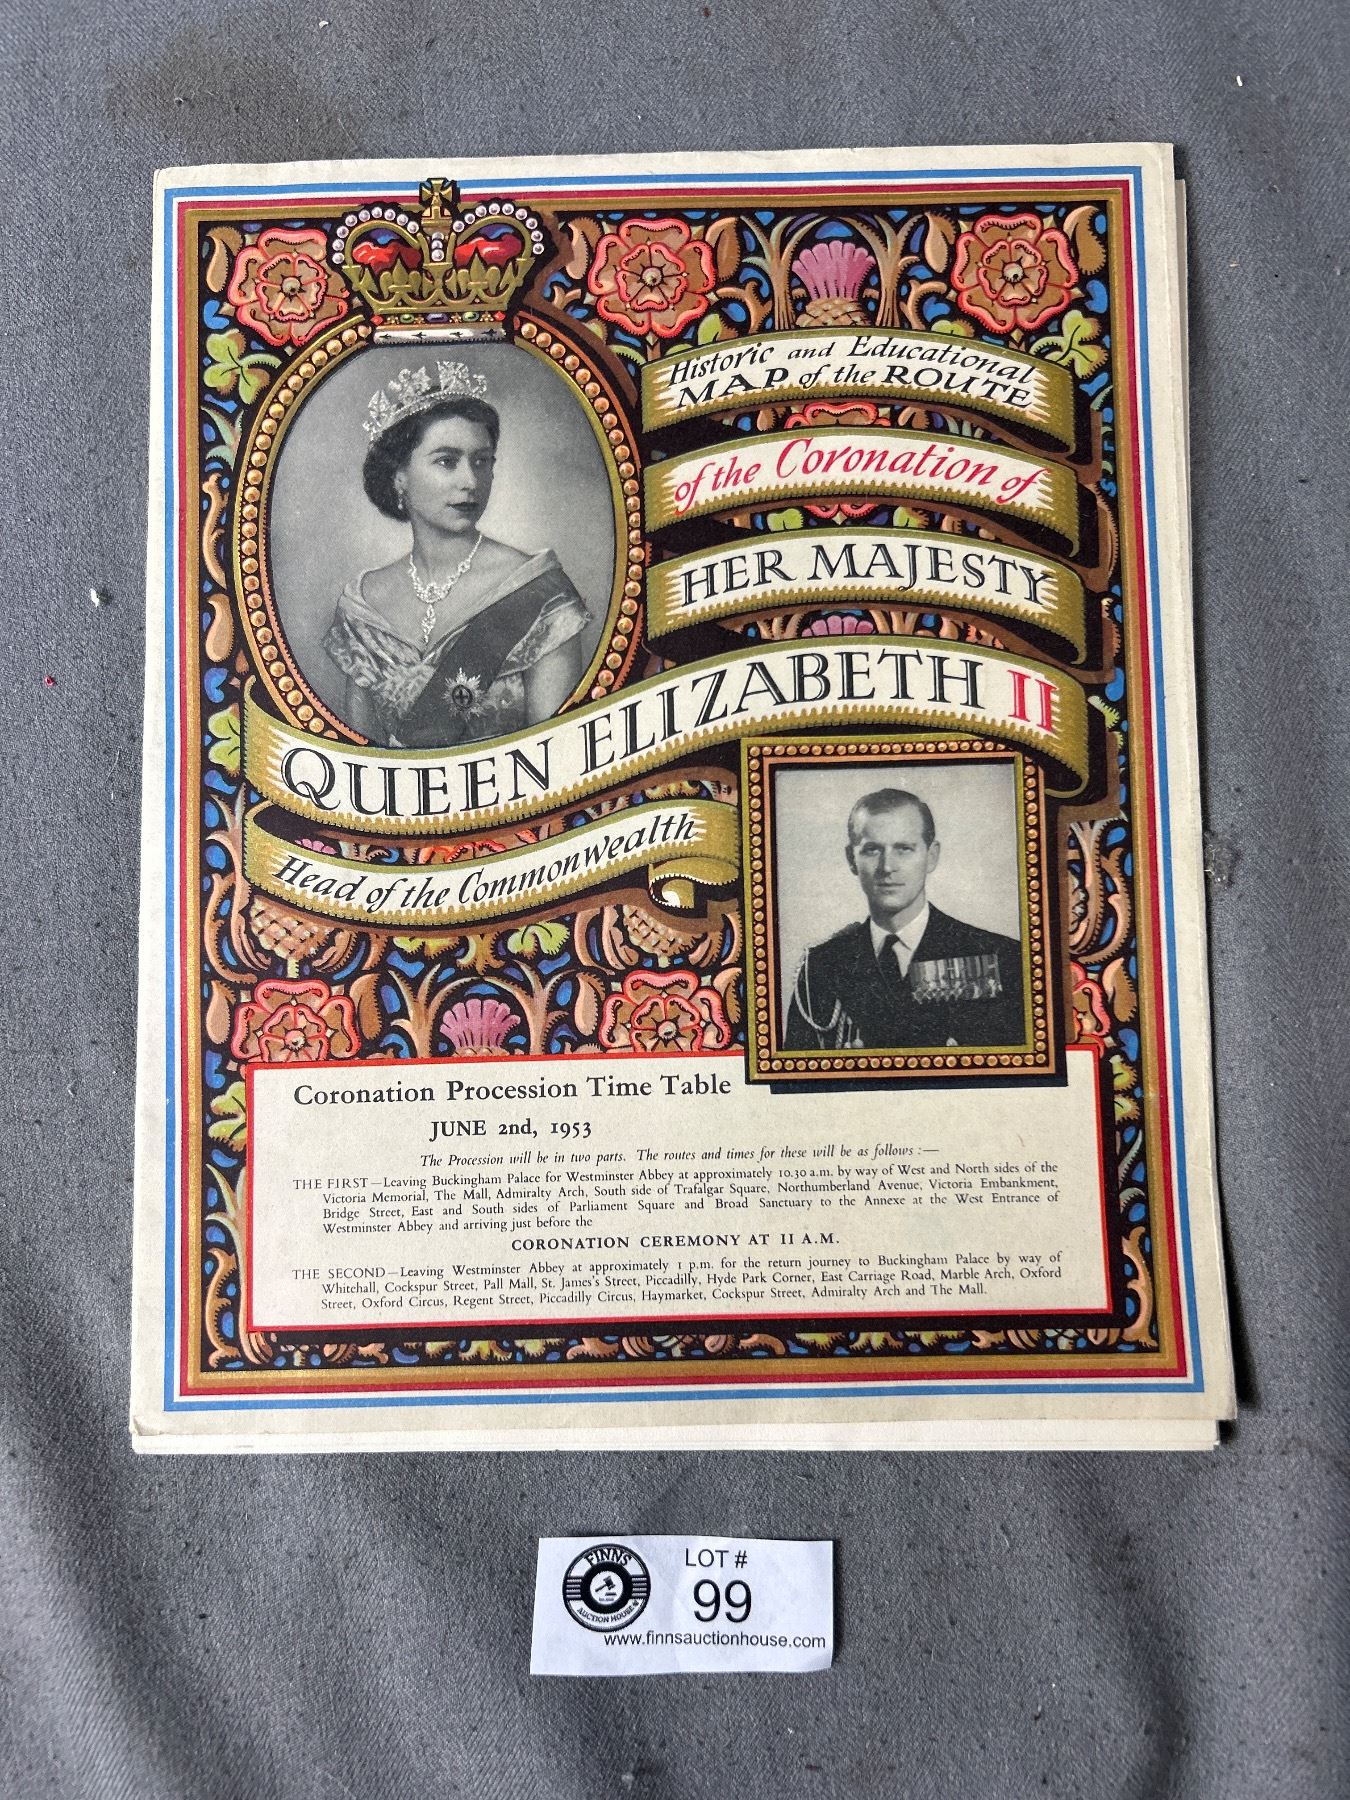 Historic and Educational
MAP of the ROUTE
of the Coronation of
HER MAJESTY
QUEEN ELIZABETH II
Head of the Commonwealth
Coronation Procession Time Table
JUNE 2nd, 1953
The Procession will be in two parts. The routes and times for these will be as follows :—
THE FIRST—Leaving Buckingham Palace for Westminster Abbey at approximately 10.30 a.m. by way of West and North sides of the
Victoria Memorial, The Mall, Admiralty Arch, South side of Trafalgar Square, Northumberland Avenue, Victoria Embankment,
Bridge Street, East and South sides of Parliament Square and Broad Sanctuary to the Annexe at the West Entrance of
Westminster Abbey and arriving just before the
CORONATION CEREMONY AT 11 A.M.
THE SECOND—Leaving Westminster Abbey at approximately 1 p.m. for the return journey to Buckingham Palace by way of
Whitehall, Cockspur Street, Pall Mall, St. James's Street, Piccadilly, Hyde Park Corner, East Carriage Road, Marble Arch, Oxford
Street, Oxford Circus, Regent Street, Piccadilly Circus, Haymarket, Cockspur Street, Admiralty Arch and The Mall.
FINNS
AUCTION HOUSE
LOT #
99
www.finnsauctionhouse.com